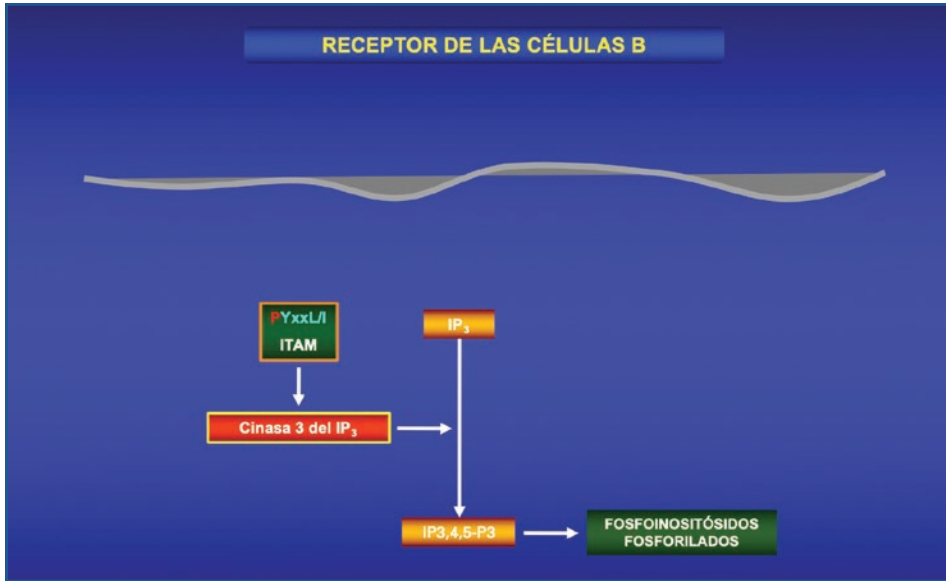 RECEPTOR DE LAS CÉLULAS B
PYxxL/I
ITAM
IP₃
Cinasa 3 del IP₃
IP3,4,5-P3
FOSFOINOSITÓSIDOS
FOSFORILADOS